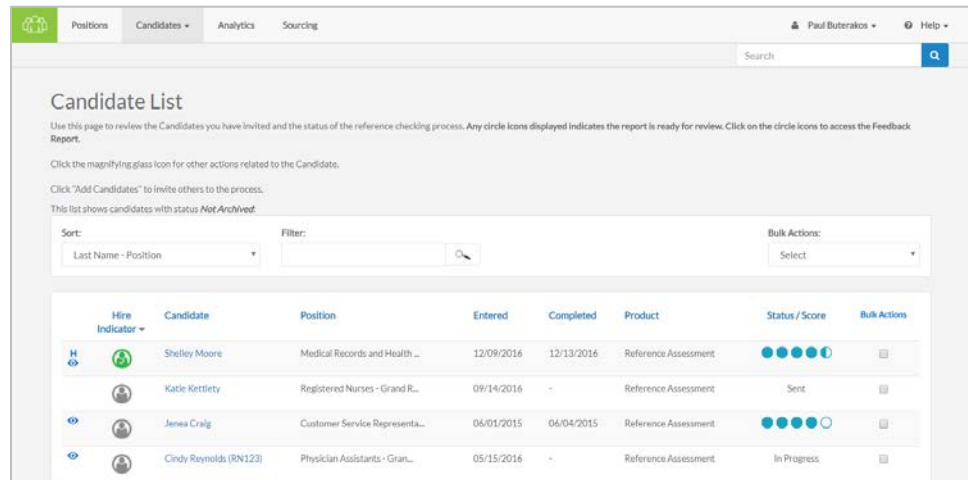 Positions Candidates Analytics Sourcing Paul Buterakos Help
Search
Candidate List
Use this page to review the Candidates you have invited and the status of the reference checking process. Any circle icons displayed indicates the report is ready for review. Click on the circle icons to access the Feedback
Report.
Click the magnifying glass icon for other actions related to the Candidate.
Click "Add Candidates" to invite others to the process.
This list shows candidates with status Not Archived:
Sort: Filter: Bulk Actions:
Last Name - Position Select
Hire Indicator Candidate Position Entered Completed Product Status / Score Bulk Actions
H Shelley Moore Medical Records and Health ... 12/09/2016 12/13/2016 Reference Assessment
Katie Kettlety Registered Nurses - Grand R... 09/14/2016 - Reference Assessment Sent
Jenea Craig Customer Service Representa... 06/01/2015 06/04/2015 Reference Assessment
Cindy Reynolds (RN123) Physician Assistants - Gran... 05/15/2016 - Reference Assessment In Progress